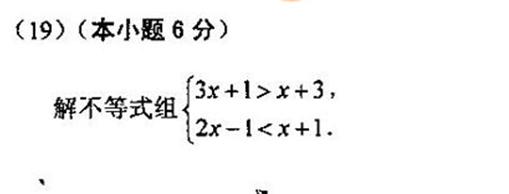 (19)(本小题 6 分)
解不等式组{3x+1>x+3,
2x-1<x+1.